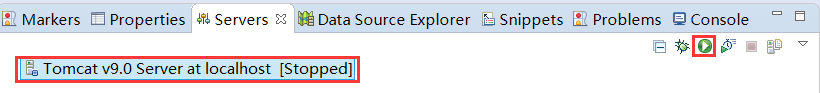 Markers Properties Servers Data Source Explorer Snippets Problems Console
Tomcat v9.0 Server at localhost [Stopped]